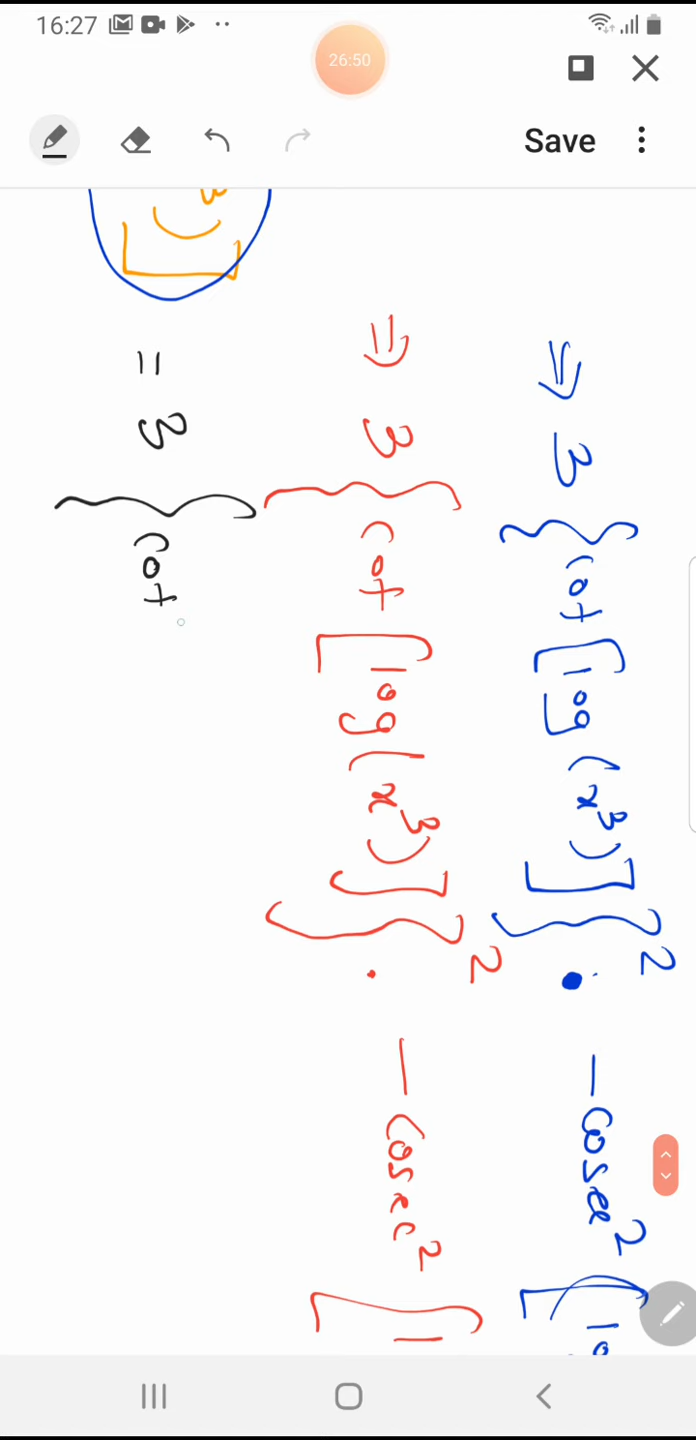 16:27
26:50
Save
⇒ 3 { cot [log (x³)] }² · – cosec² [ lo
⇒ 3 { cot [log (x³)] }² · – cosec² [
= 3 { cot